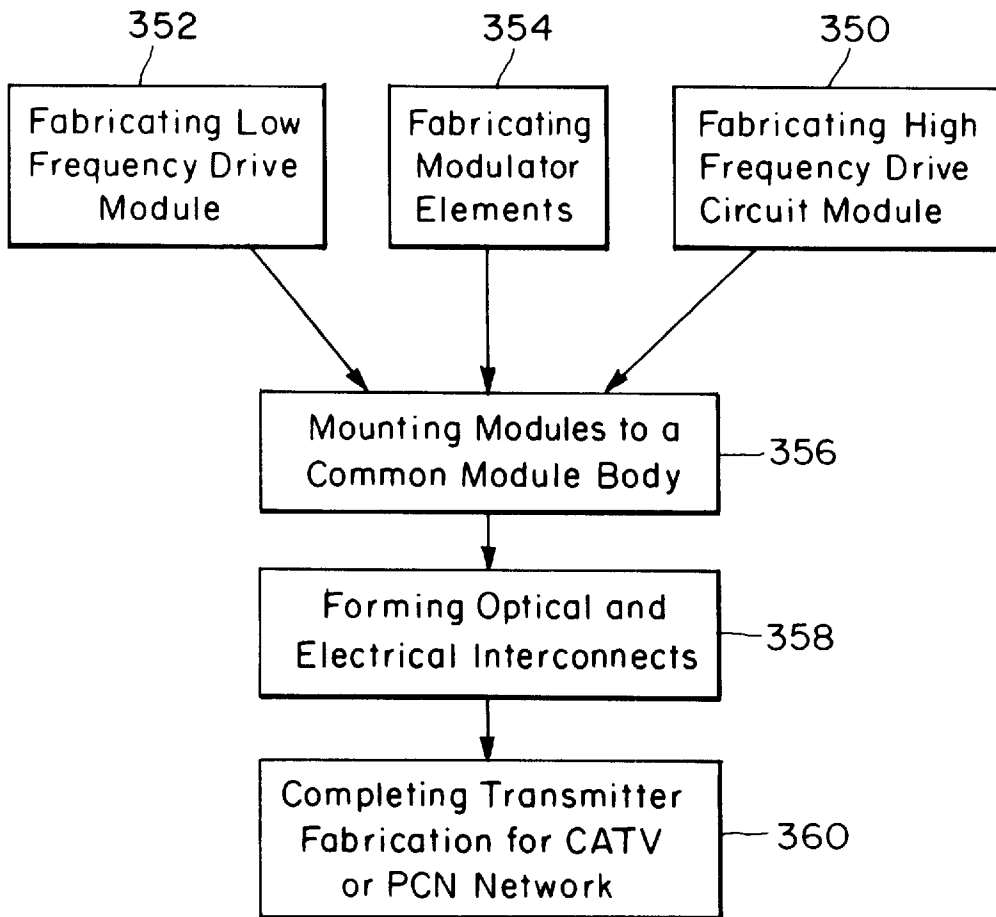 352
354
350
Fabricating Low
Frequency Drive
Module
Fabricating
Modulator
Elements
Fabricating High
Frequency Drive
Circuit Module
Mounting Modules to a
Common Module Body
356
Forming Optical and
Electrical Interconnects
358
Completing Transmitter
Fabrication for CATV
or PCN Network
360